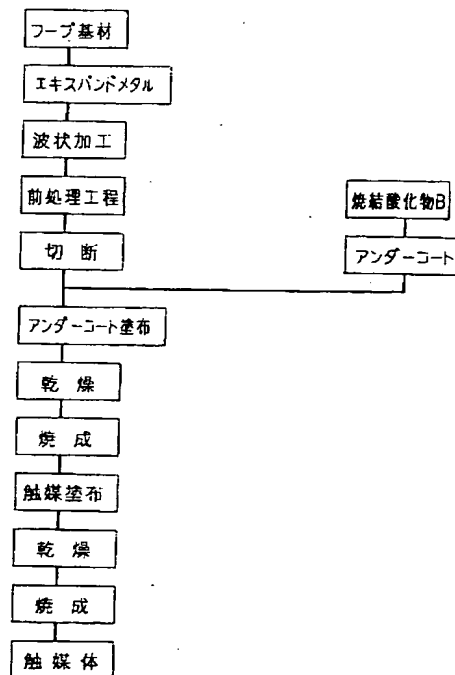 フープ基材
エキスパンドメタル
波状加工
前処理工程
切断
焼結酸化物B
アンダーコート
アンダーコート塗布
乾燥
焼成
触媒塗布
乾燥
焼成
触媒体